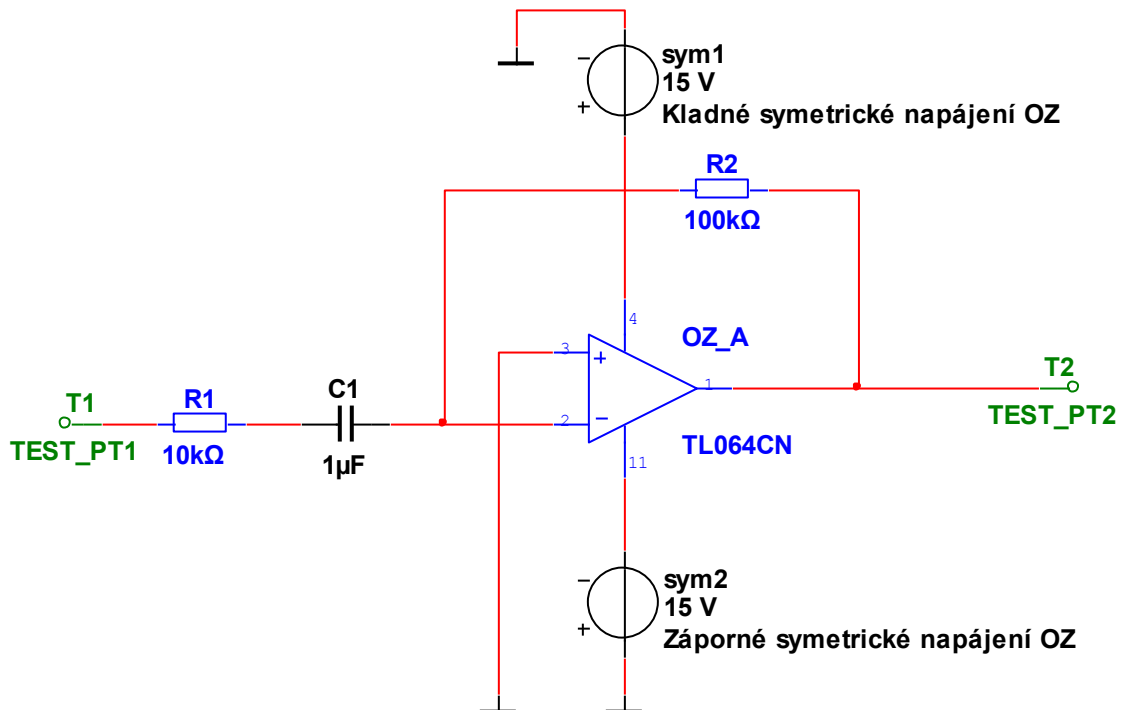 sym1
15 V
Kladné symetrické napájení OZ
R2
100kΩ
4
OZ_A
3
+
1
T2
TEST_PT2
T1
TEST_PT1
R1
10kΩ
C1
1µF
2
−
TL064CN
11
sym2
15 V
Záporné symetrické napájení OZ